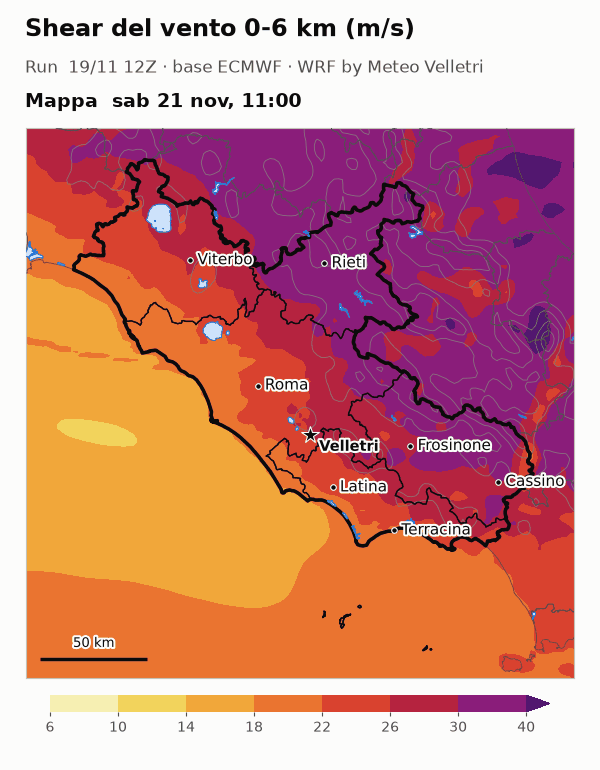 Shear del vento 0-6 km (m/s)
Run  19/11 12Z · base ECMWF · WRF by Meteo Velletri
Mappa  sab 21 nov, 11:00
Viterbo
Rieti
Roma
Velletri
Frosinone
Latina
Cassino
Terracina
50 km
6 10 14 18 22 26 30 40